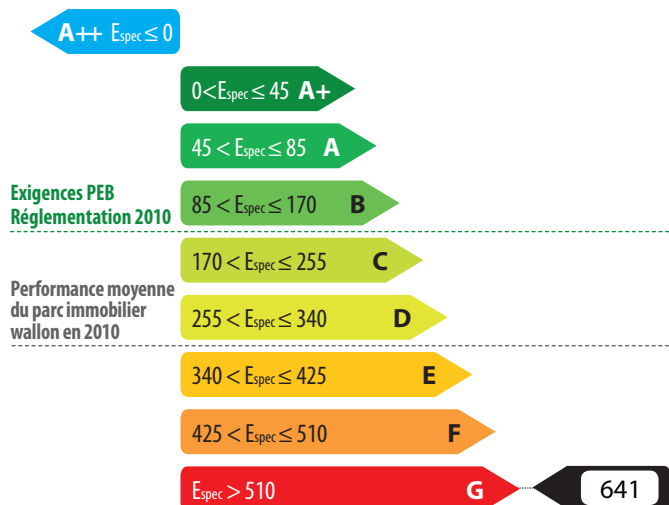 A++ Espec ≤ 0
0<Espec ≤ 45 A+
45 < Espec ≤ 85 A
Exigences PEB
Réglementation 2010
85 < Espec ≤ 170 B
170 < Espec ≤ 255 C
Performance moyenne
du parc immobilier
wallon en 2010
255 < Espec ≤ 340 D
340 < Espec ≤ 425 E
425 < Espec ≤ 510 F
Espec > 510 G 641